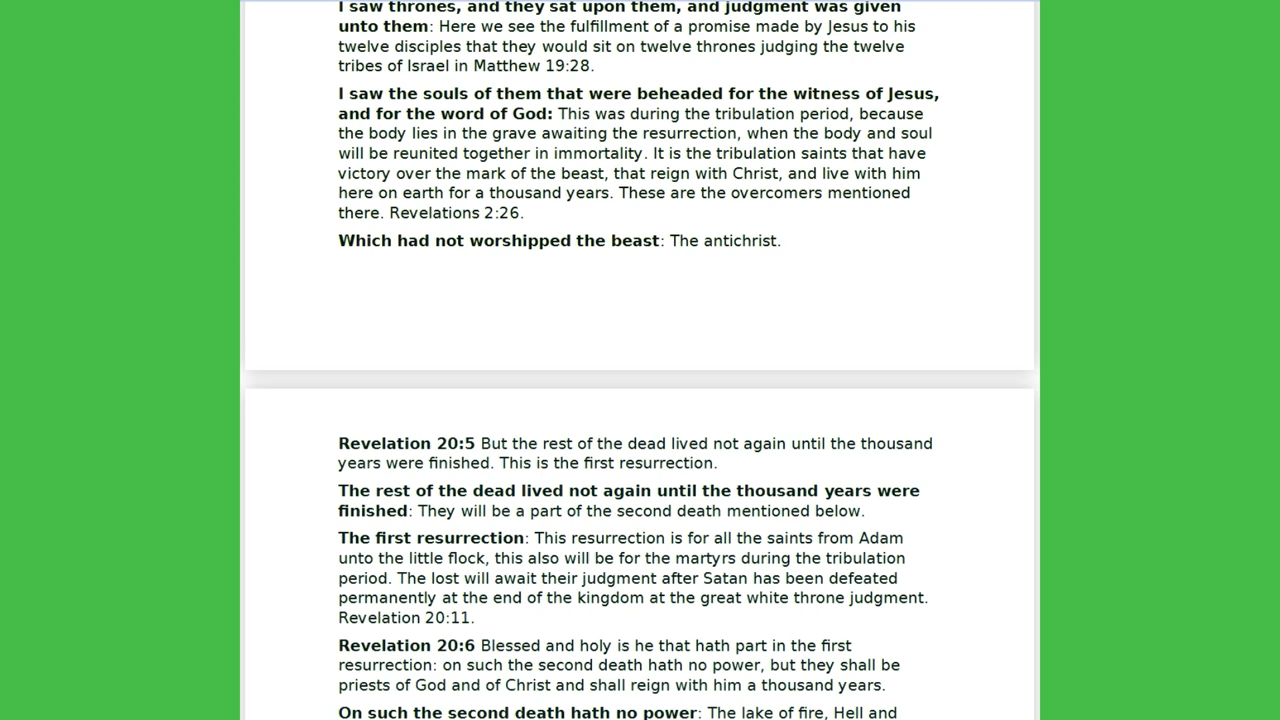 I saw thrones, and they sat upon them, and judgment was given
unto them: Here we see the fulfillment of a promise made by Jesus to his
twelve disciples that they would sit on twelve thrones judging the twelve
tribes of Israel in Matthew 19:28.
I saw the souls of them that were beheaded for the witness of Jesus,
and for the word of God: This was during the tribulation period, because
the body lies in the grave awaiting the resurrection, when the body and soul
will be reunited together in immortality. It is the tribulation saints that have
victory over the mark of the beast, that reign with Christ, and live with him
here on earth for a thousand years. These are the overcomers mentioned
there. Revelations 2:26.
Which had not worshipped the beast: The antichrist.
Revelation 20:5 But the rest of the dead lived not again until the thousand
years were finished. This is the first resurrection.
The rest of the dead lived not again until the thousand years were
finished: They will be a part of the second death mentioned below.
The first resurrection: This resurrection is for all the saints from Adam
unto the little flock, this also will be for the martyrs during the tribulation
period. The lost will await their judgment after Satan has been defeated
permanently at the end of the kingdom at the great white throne judgment.
Revelation 20:11.
Revelation 20:6 Blessed and holy is he that hath part in the first
resurrection: on such the second death hath no power, but they shall be
priests of God and of Christ and shall reign with him a thousand years.
On such the second death hath no power: The lake of fire, Hell and